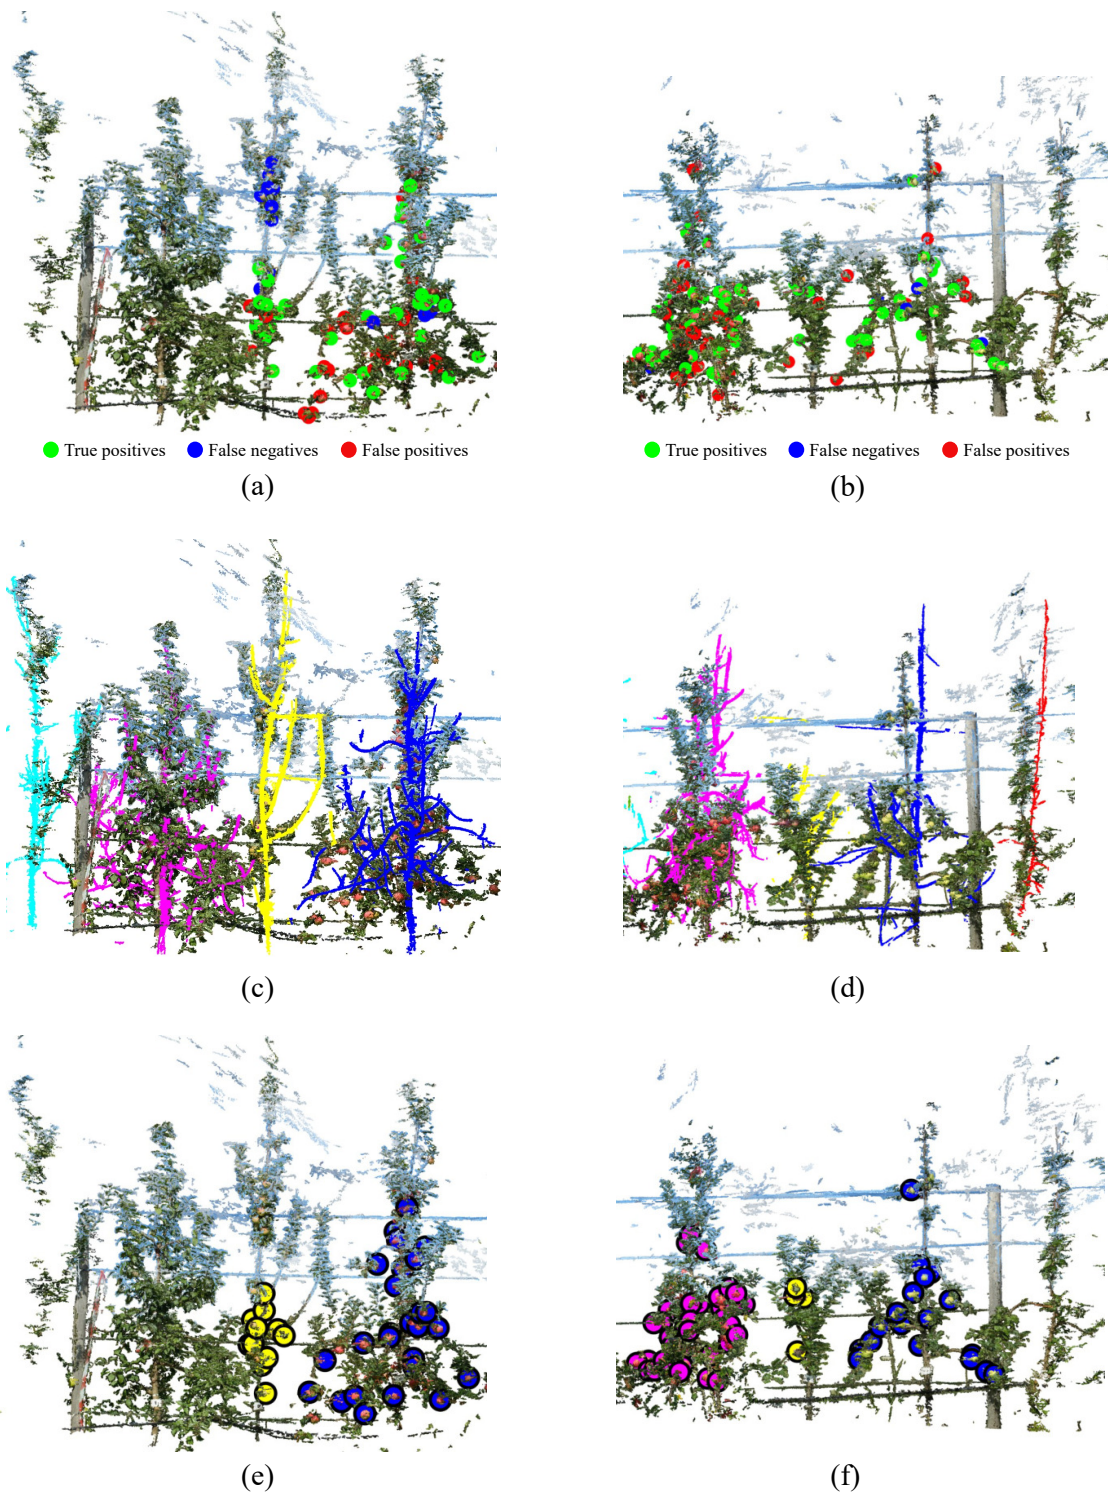 True positives False negatives False positives
(a)
True positives False negatives False positives
(b)
(c)
(d)
(e)
(f)